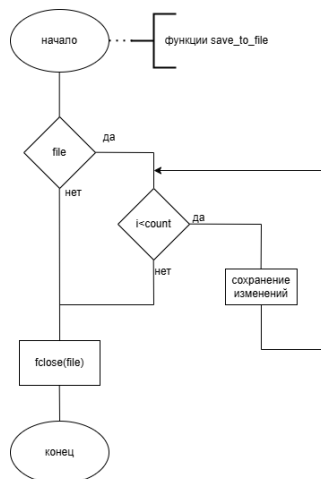 начало
функции save_to_file
file
да
нет
i<count
да
нет
сохранение
изменений
fclose(file)
конец